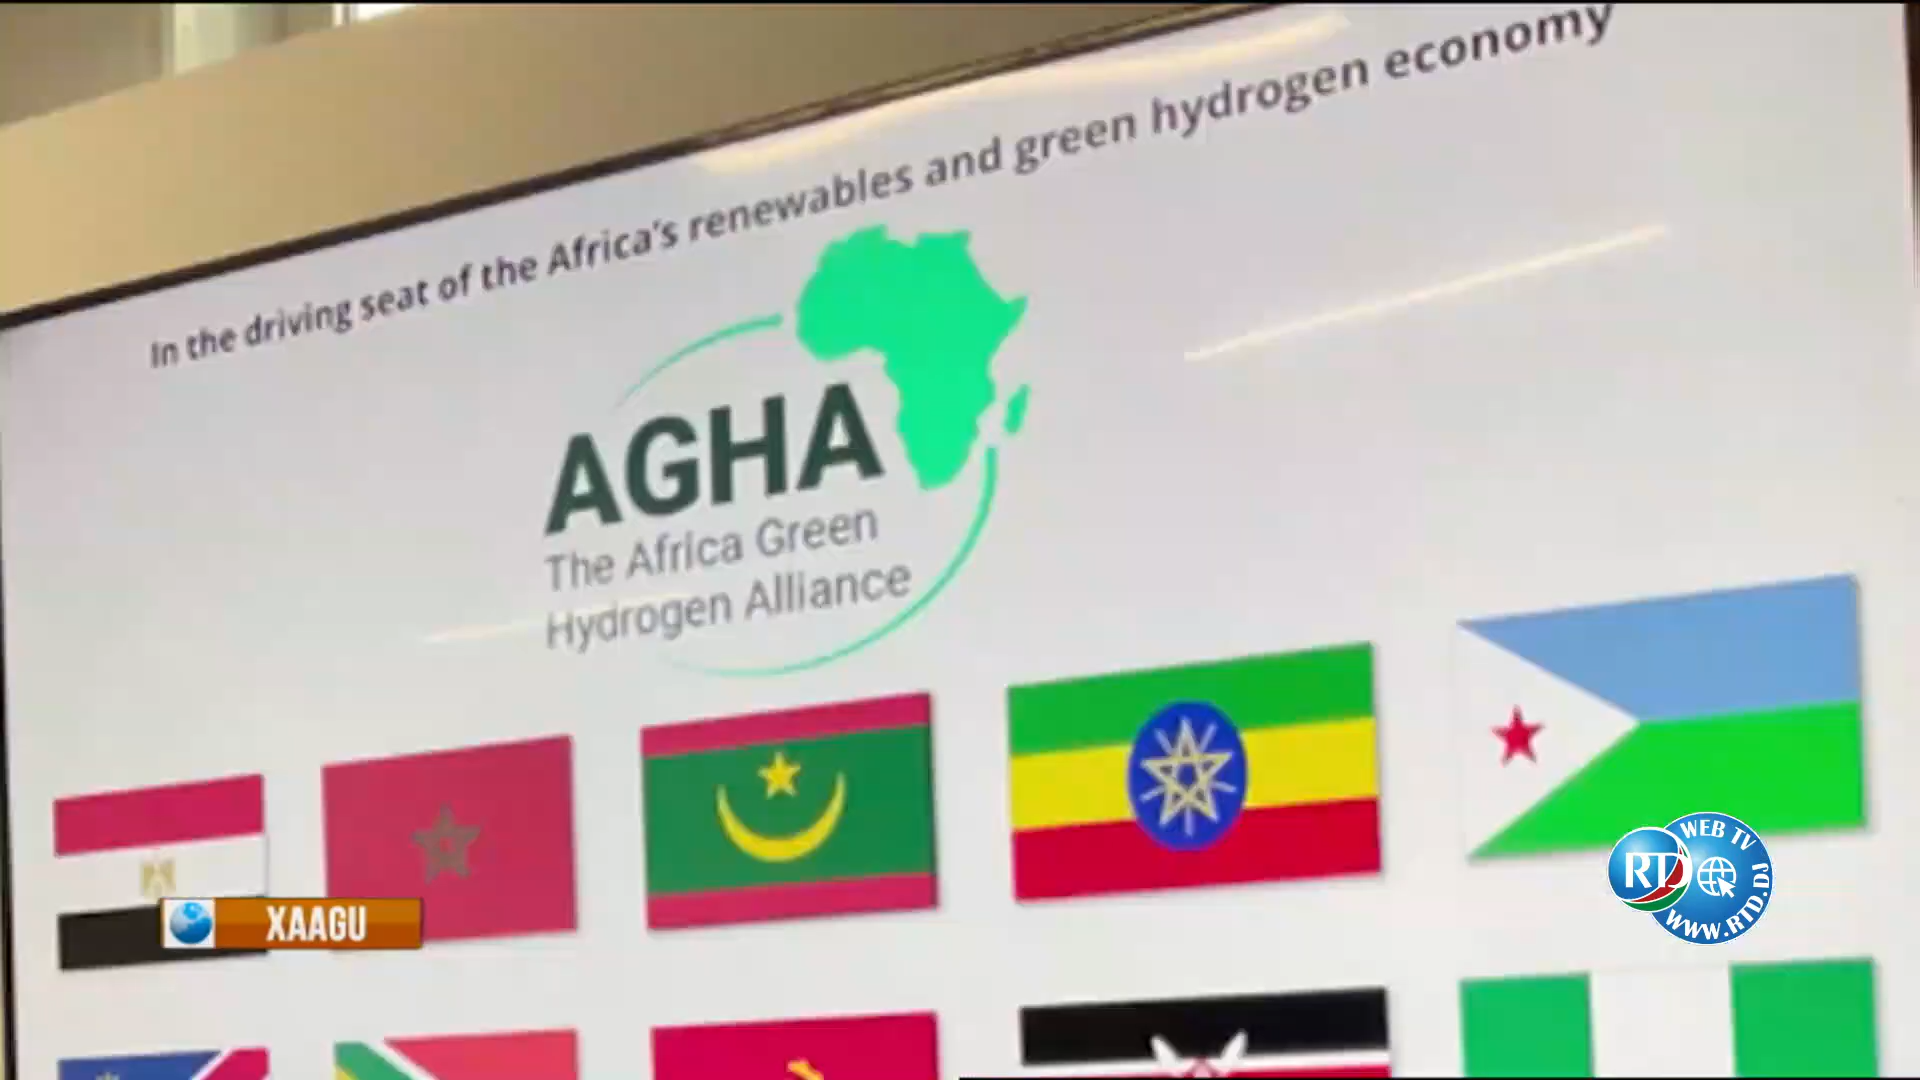 In the driving seat of the Africa's renewables and green hydrogen economy
AGHA
The Africa Green
Hydrogen Alliance
XAAGU
RTD
WEB TV
WWW.RTD.DJ